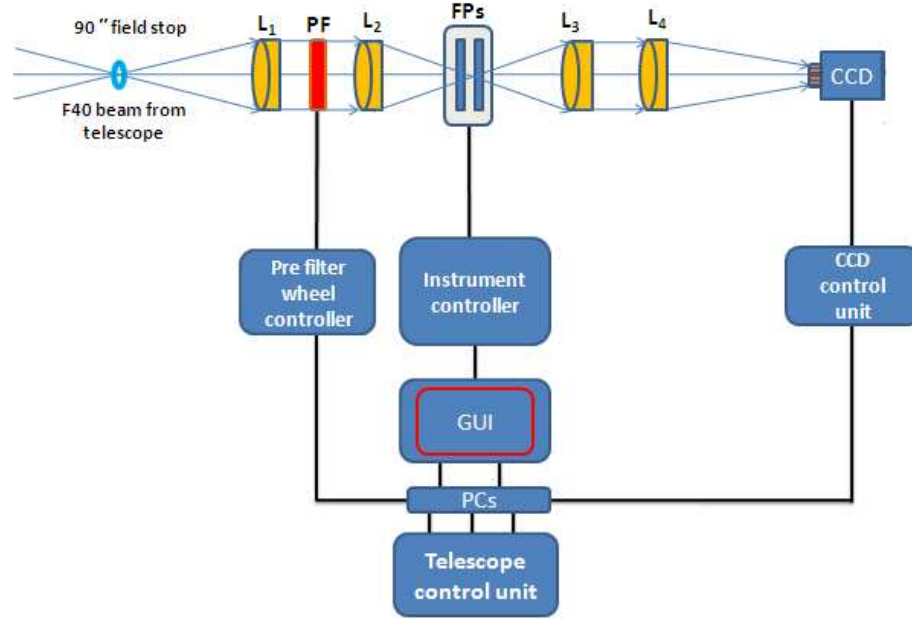 90 " field stop
L1
PF
L2
FPs
L3
L4
CCD
F40 beam from
telescope
Pre filter
wheel
controller
Instrument
controller
CCD
control
unit
GUI
PCs
Telescope
control unit